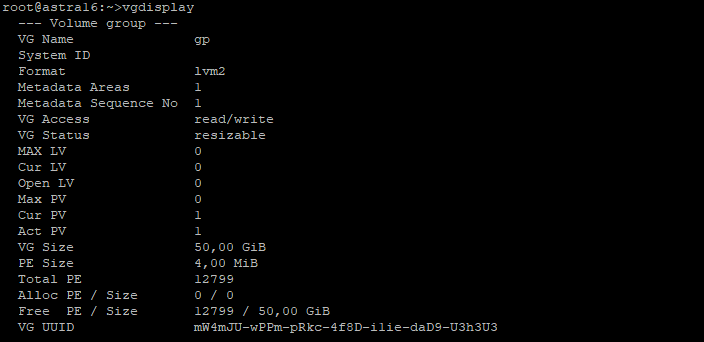 root@astra16:~>vgdisplay
--- Volume group ---
VG Name gp
System ID
Format lvm2
Metadata Areas 1
Metadata Sequence No 1
VG Access read/write
VG Status resizable
MAX LV 0
Cur LV 0
Open LV 0
Max PV 0
Cur PV 1
Act PV 1
VG Size 50,00 GiB
PE Size 4,00 MiB
Total PE 12799
Alloc PE / Size 0 / 0
Free PE / Size 12799 / 50,00 GiB
VG UUID mW4mJU-wPPm-pRkc-4f8D-i1ie-daD9-U3h3U3